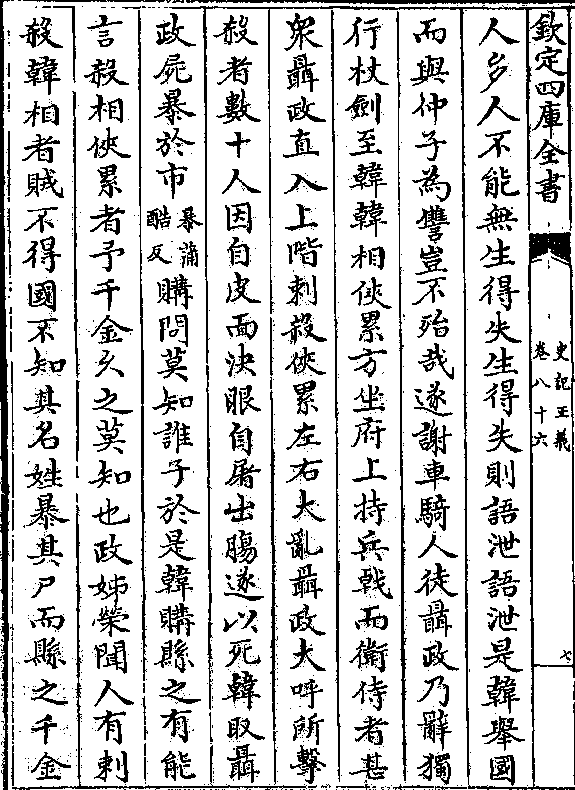 欽定四庫全書
史記正義
卷八十六
七
人多人不能無生得失生得失則語泄語泄是韓舉國
而與仲子為讐豈不殆哉遂謝車騎人徒聶政乃辭獨
行杖劍至韓韓相俠累方坐府上持兵戟而衞侍者甚
衆聶政直入上階刺殺俠累左右大亂聶政大呼所擊
殺者數十人因自皮面決眼自屠出膓遂以死韓取聶
政屍暴於市暴蒲酷反購問莫知誰子於是韓購縣之有能
言殺相俠累者予千金乆之莫知也政姊榮聞人有刺
殺韓相者賊不得國不知其名姓暴其尸而縣之千金